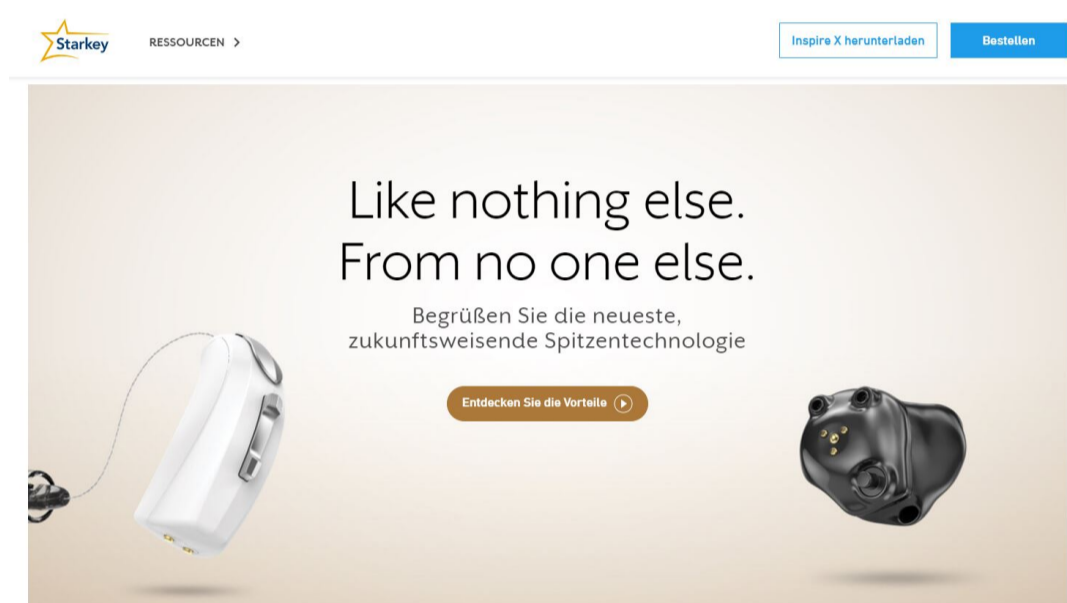 Starkey
RESSOURCEN
Inspire X herunterladen
Bestellen
Like nothing else.
From no one else.
Begrüßen Sie die neueste,
zukunftsweisende Spitzentechnologie
Entdecken Sie die Vorteile